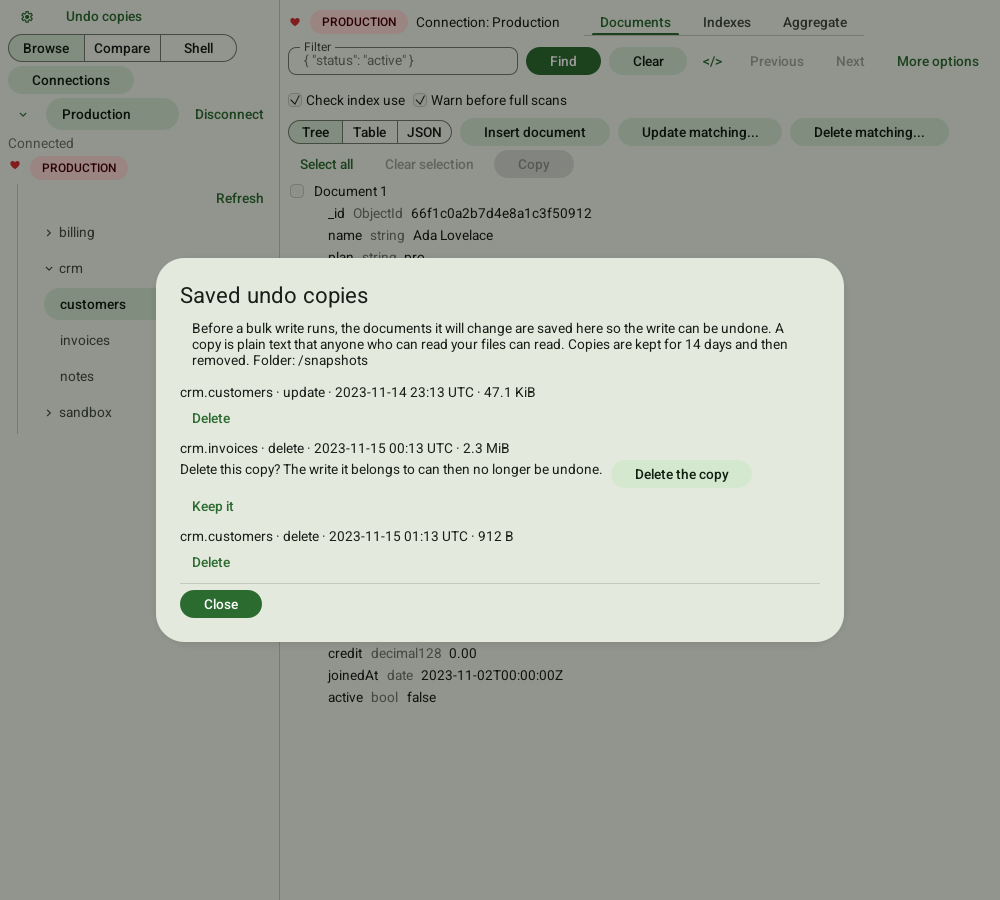 Undo copies
Browse Compare Shell
Connections
Production Disconnect
Connected
PRODUCTION
Refresh
billing
crm
customers
invoices
notes
sandbox
PRODUCTION Connection: Production Documents Indexes Aggregate
Filter
{ "status": "active" } Find Clear </> Previous Next More options
Check index use Warn before full scans
Tree Table JSON Insert document Update matching... Delete matching...
Select all Clear selection Copy
Document 1
_id ObjectId 66f1c0a2b7d4e8a1c3f50912
name string Ada Lovelace
plan string pro
Saved undo copies
Before a bulk write runs, the documents it will change are saved here so the write can be undone. A
copy is plain text that anyone who can read your files can read. Copies are kept for 14 days and then
removed. Folder: /snapshots
crm.customers · update · 2023-11-14 23:13 UTC · 47.1 KiB
Delete
crm.invoices · delete · 2023-11-15 00:13 UTC · 2.3 MiB
Delete this copy? The write it belongs to can then no longer be undone. Delete the copy
Keep it
crm.customers · delete · 2023-11-15 01:13 UTC · 912 B
Delete
Close
credit decimal128 0.00
joinedAt date 2023-11-02T00:00:00Z
active bool false